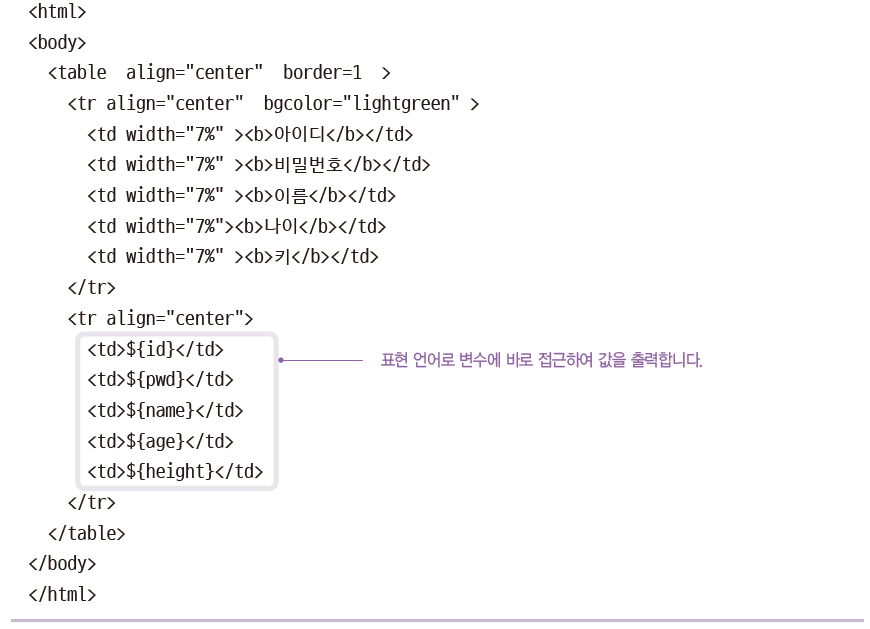 <html>
<body>
<table  align="center"  border=1  >
<tr align="center"  bgcolor="lightgreen" >
<td width="7%" ><b>아이디</b></td>
<td width="7%" ><b>비밀번호</b></td>
<td width="7%" ><b>이름</b></td>
<td width="7%"><b>나이</b></td>
<td width="7%" ><b>키</b></td>
</tr>
<tr align="center">
<td>${id}</td>
표현 언어로 변수에 바로 접근하여 값을 출력합니다.
<td>${pwd}</td>
<td>${name}</td>
<td>${age}</td>
<td>${height}</td>
</tr>
</table>
</body>
</html>